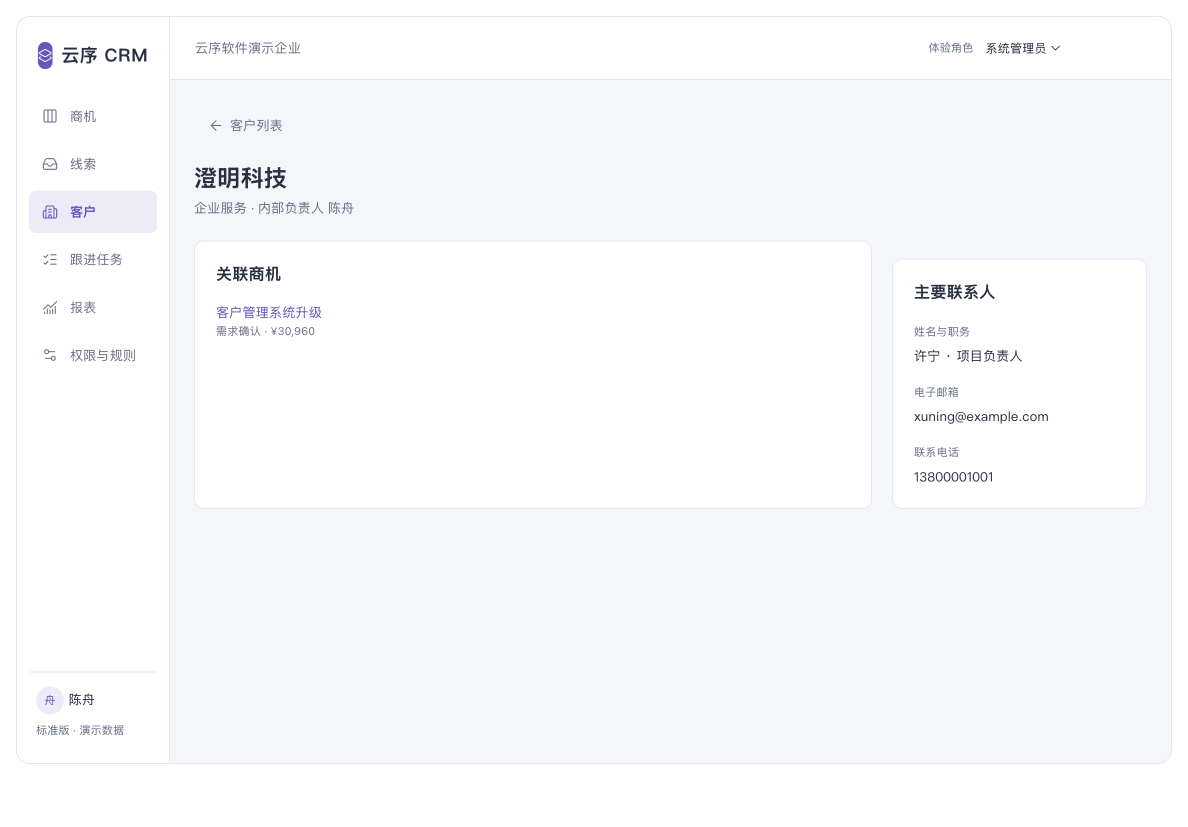 云序 CRM
商机
线索
客户
跟进任务
报表
权限与规则
舟 陈舟
标准版 · 演示数据
云序软件演示企业
体验角色 系统管理员
客户列表
澄明科技
企业服务 · 内部负责人 陈舟
关联商机
客户管理系统升级
需求确认 · ¥30,960
主要联系人
姓名与职务
许宁 · 项目负责人
电子邮箱
xuning@example.com
联系电话
13800001001